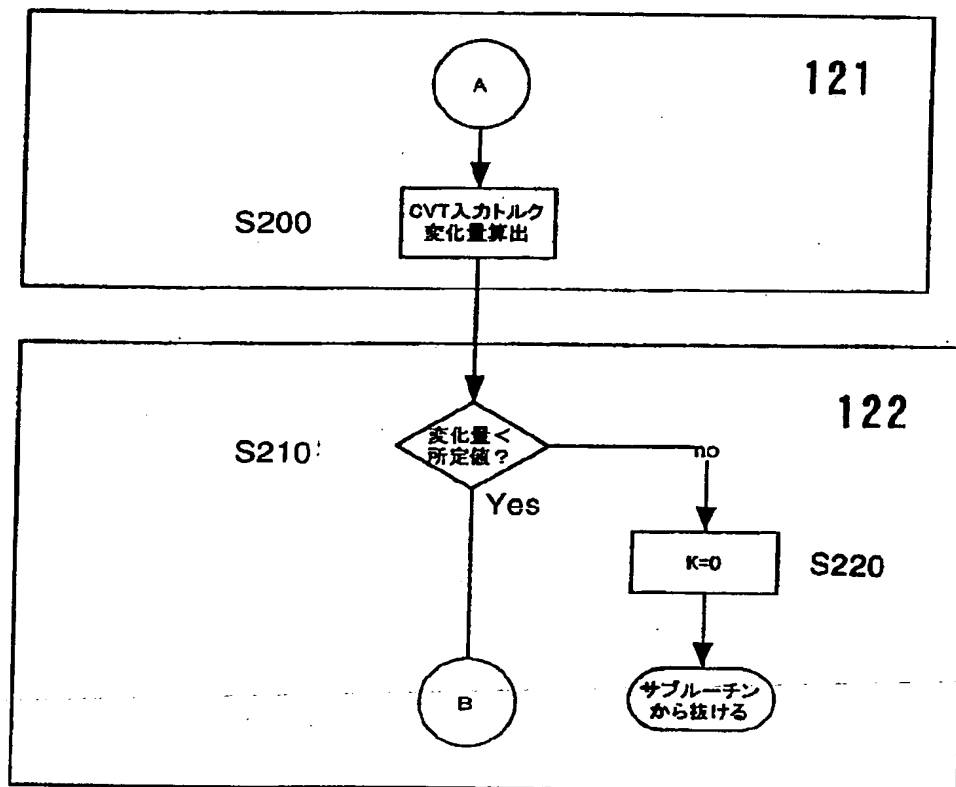 121
A
S200
CVT入力トルク
変化量算出
122
S210
変化量<
所定値?
no
Yes
K=0
S220
B
サブルーチン
から抜ける